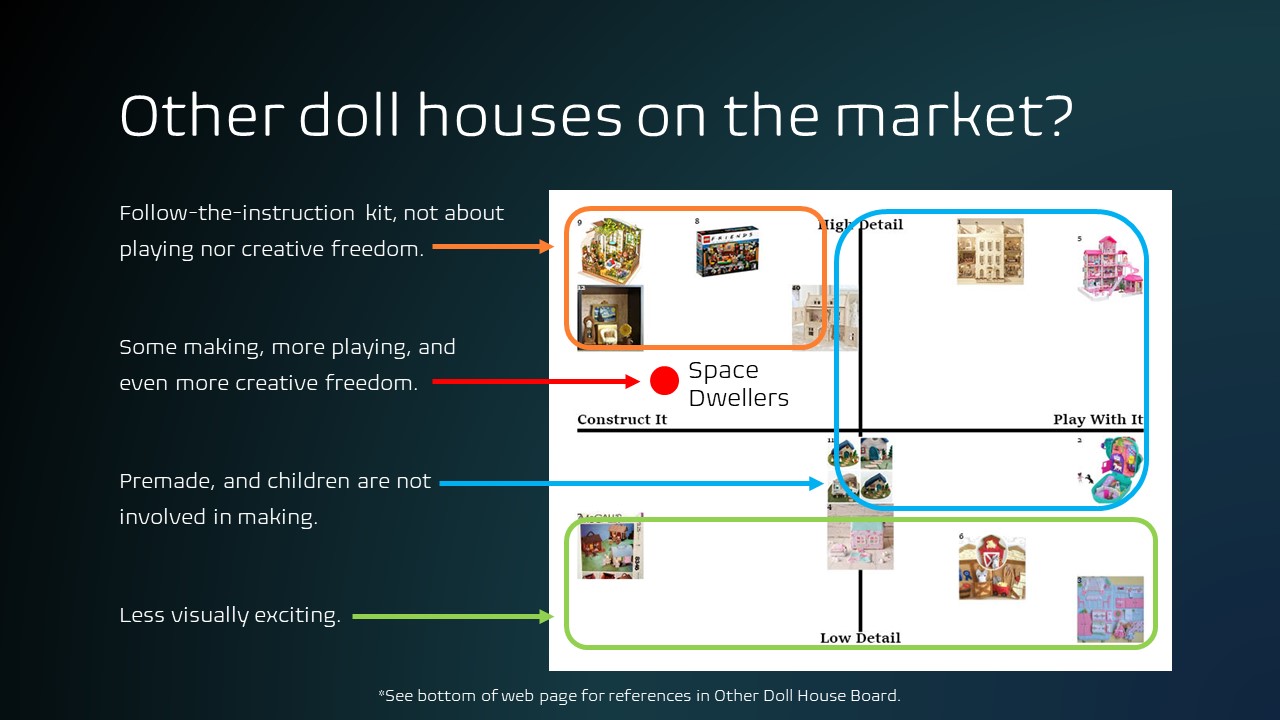 Other doll houses on the market?
Follow-the-instruction kit, not about
playing nor creative freedom.
Some making, more playing, and
even more creative freedom.
Premade, and children are not
involved in making.
Less visually exciting.
High Detail
9
8
FRIENDS
1
5
10
Space
Dwellers
Construct It
Play With It
11
2
4
McCALL'S
8346
6
3
Low Detail
*See bottom of web page for references in Other Doll House Board.